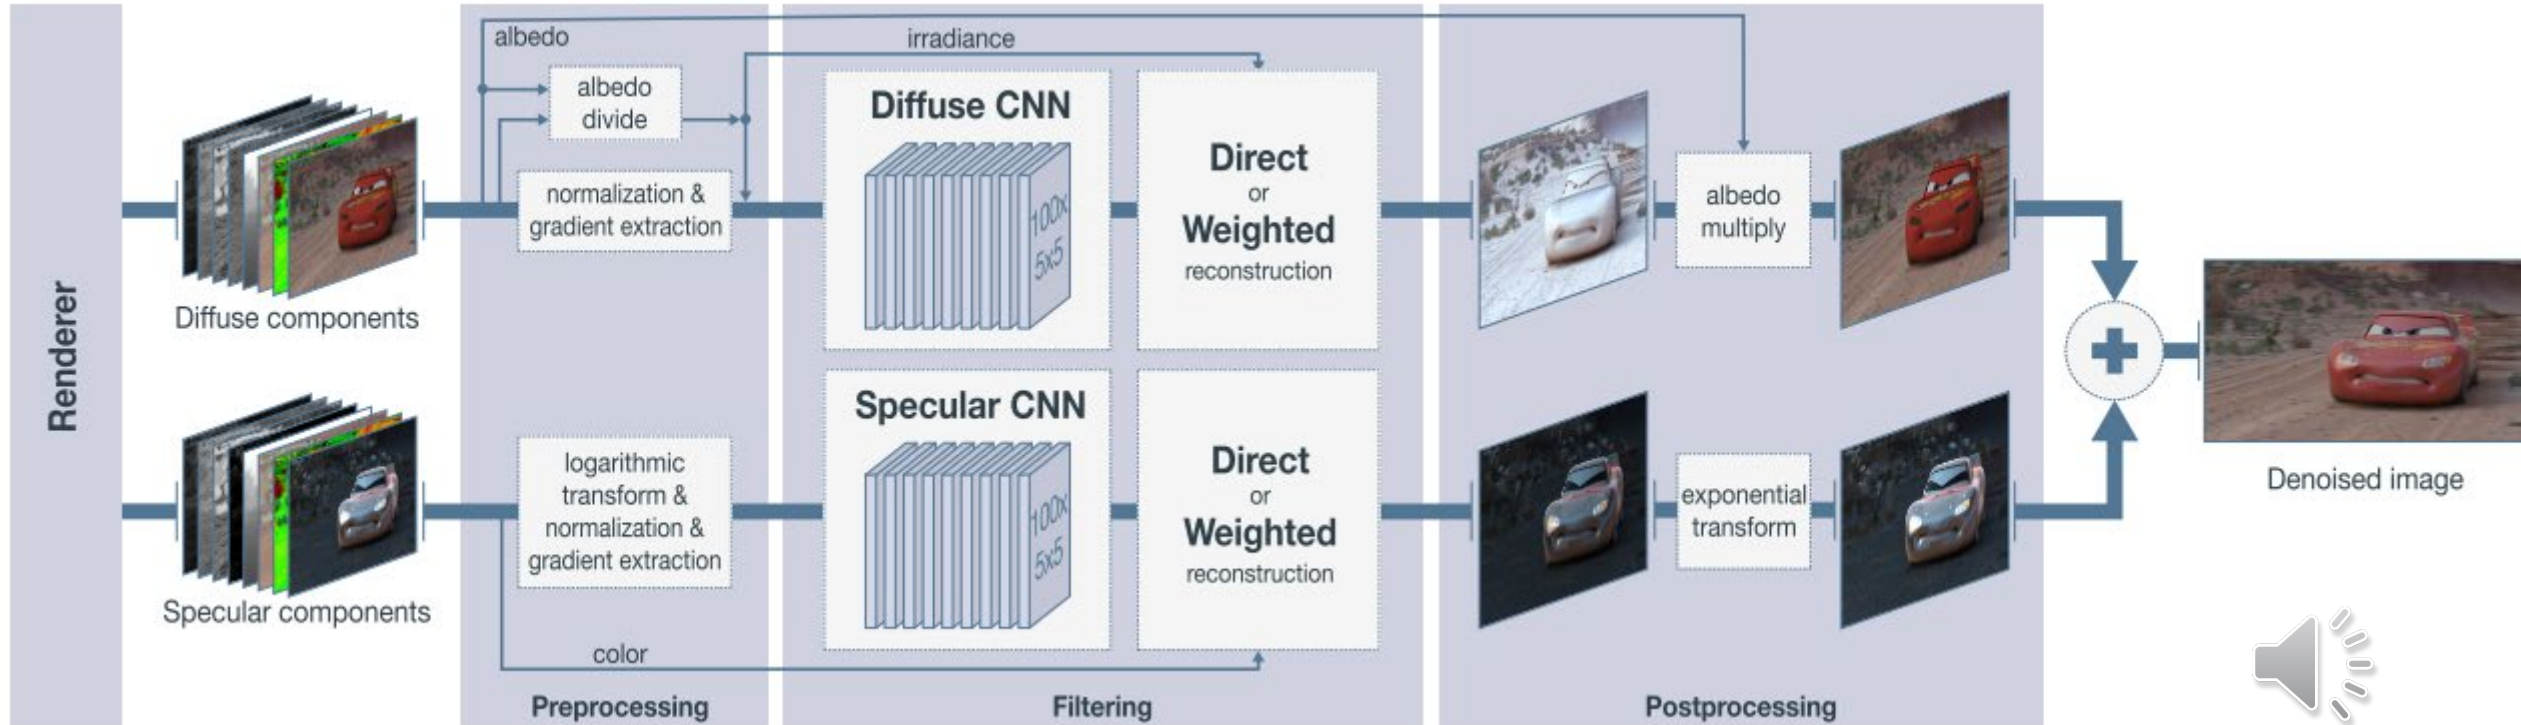 Renderer
Diffuse components
Specular components
albedo
albedo
divide
normalization &
gradient extraction
logarithmic
transform &
normalization &
gradient extraction
color
Preprocessing
irradiance
Diffuse CNN
100x
5x5
Direct
or
Weighted
reconstruction
Specular CNN
100x
5x5
Direct
or
Weighted
reconstruction
Filtering
albedo
multiply
exponential
transform
Postprocessing
Denoised image